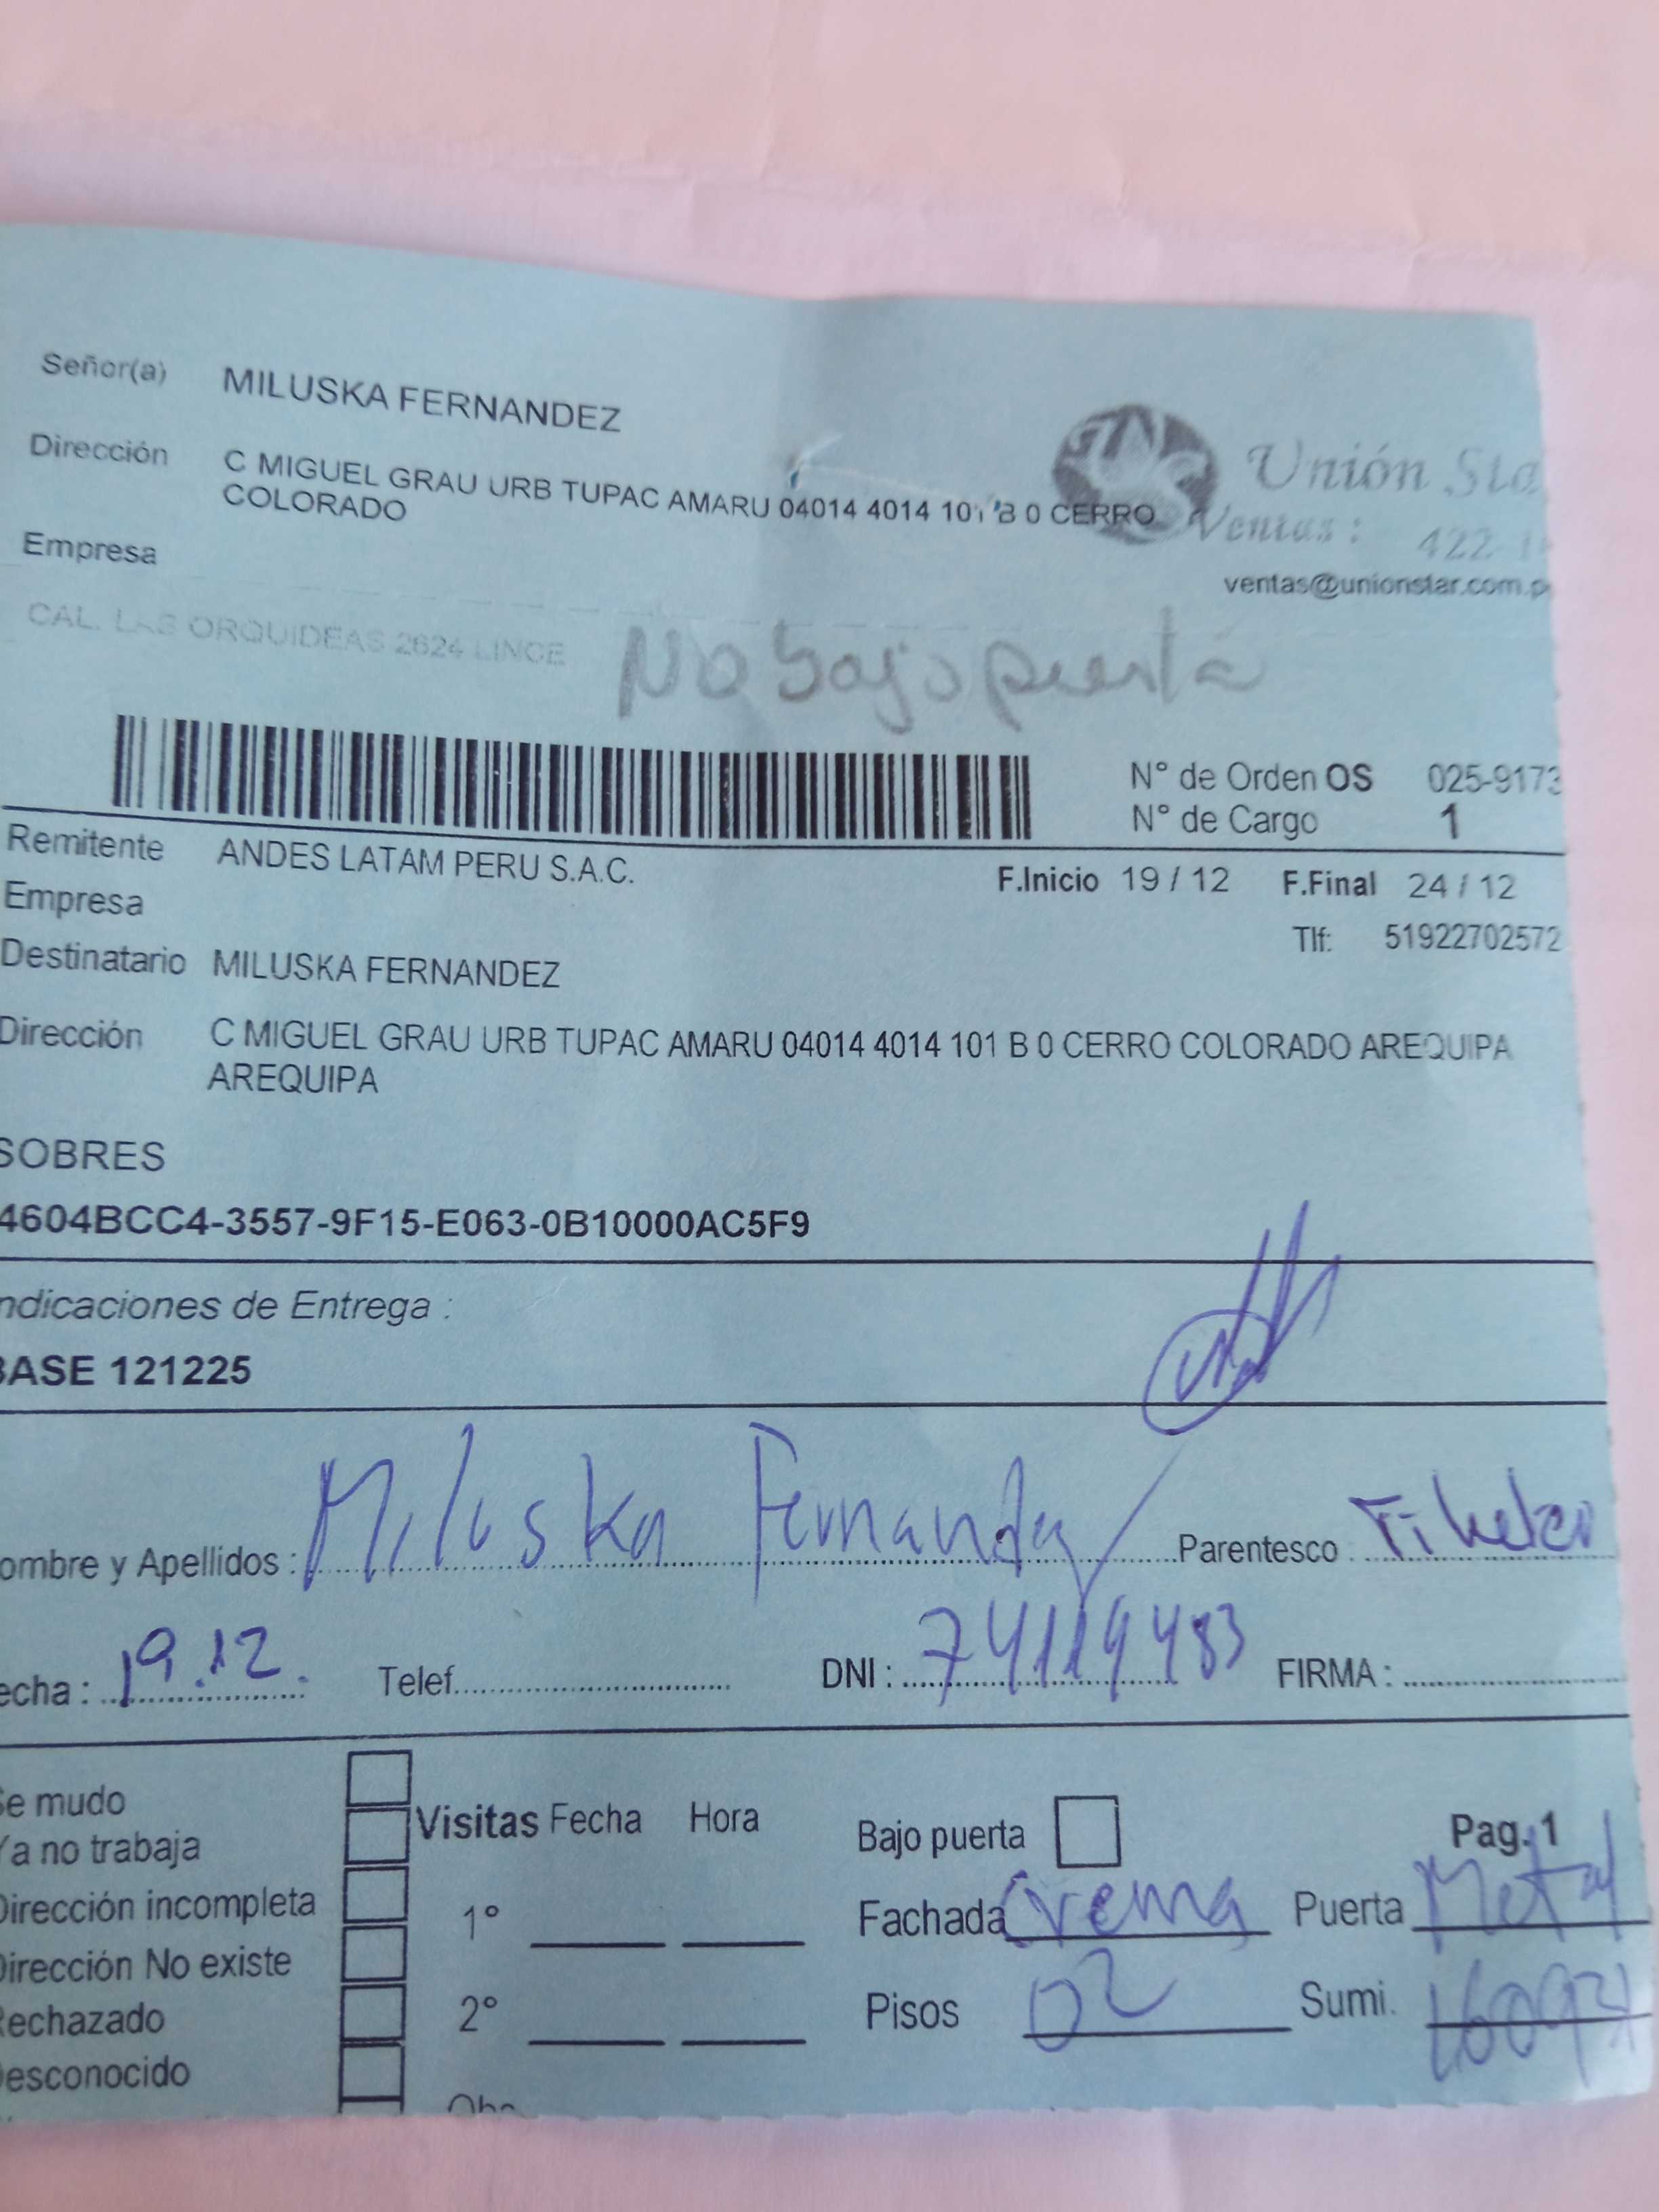 Señor(a) MILUSKA FERNANDEZ
Dirección C MIGUEL GRAU URB TUPAC AMARU 04014 4014 101 B 0 CERRO
COLORADO
Empresa
Unión Sta
Ventas : 422
ventas@unionstar.com.p
CAL. LAS ORQUIDEAS 2624 LINCE
No bajo puerta
N° de Orden OS 025-9173
N° de Cargo 1
Remitente ANDES LATAM PERU S.A.C.
F.Inicio 19 / 12 F.Final 24 / 12
Empresa
Tlf: 51922702572
Destinatario MILUSKA FERNANDEZ
Dirección C MIGUEL GRAU URB TUPAC AMARU 04014 4014 101 B 0 CERRO COLORADO AREQUIPA
AREQUIPA
SOBRES
4604BCC4-3557-9F15-E063-0B10000AC5F9
ndicaciones de Entrega :
BASE 121225
ombre y Apellidos : Miluska Fernandez Parentesco
echa : 19.12. Telef. DNI : 74119483 FIRMA :
Se mudo
Ya no trabaja
Dirección incompleta
Dirección No existe
Rechazado
Desconocido
Visitas Fecha Hora
1°
2°
Obs
Bajo puerta
Pag. 1
Fachada Crema Puerta Metal
Pisos 02 Sumi.